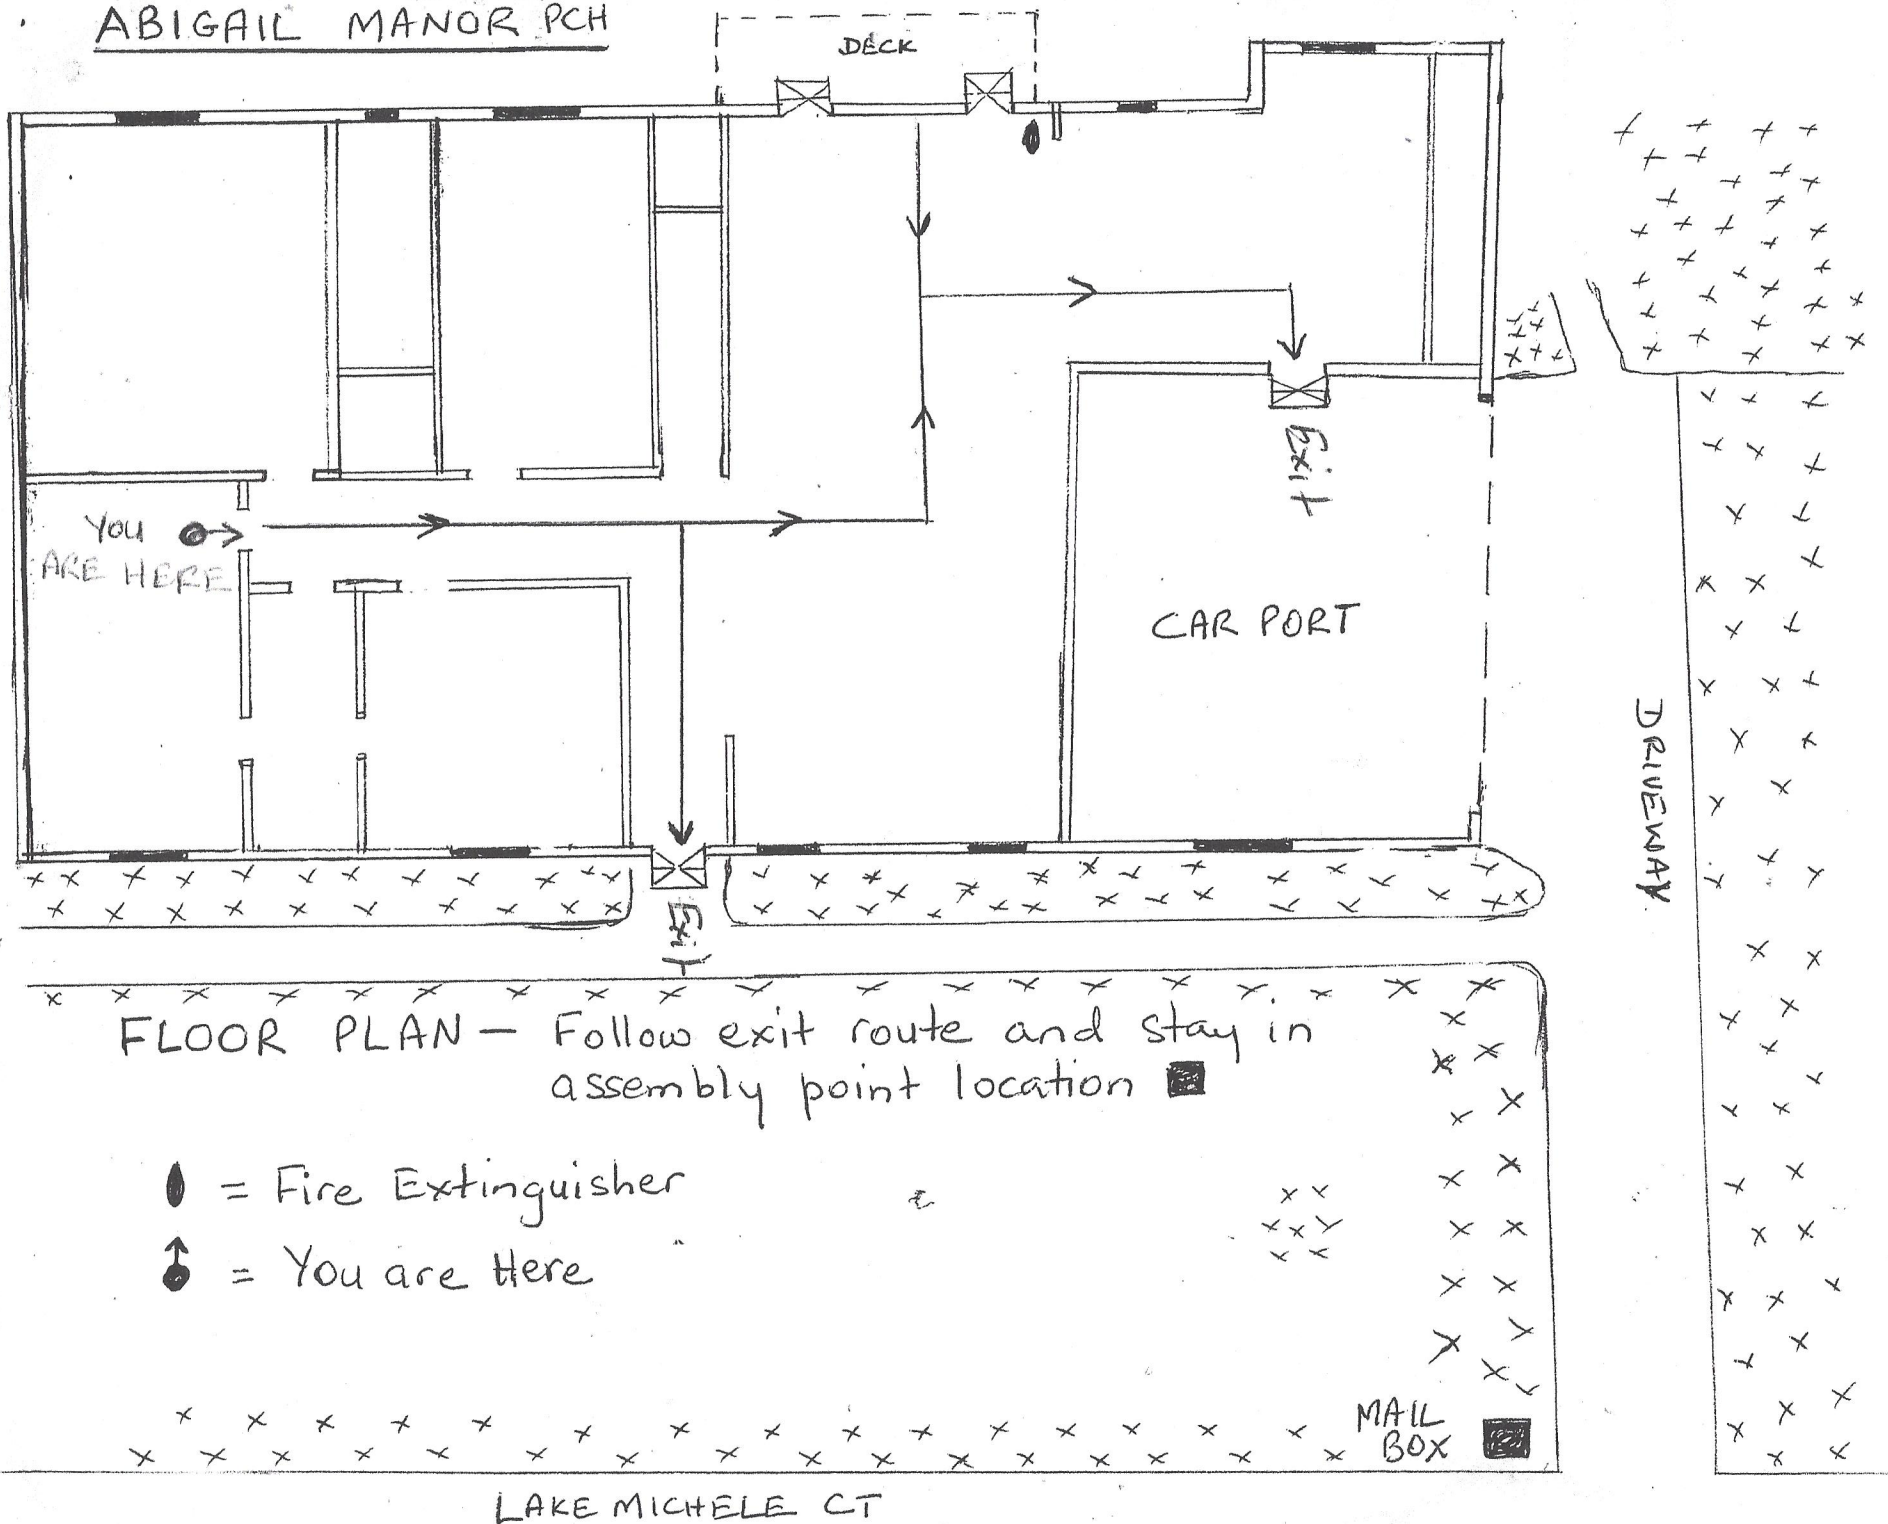 ABIGAIL MANOR PCH
DECK
YOU
ARE HERE
Exit
CAR PORT
DRIVEWAY
Exit
FLOOR PLAN — Follow exit route and stay in
assembly point location
= Fire Extinguisher
= You are Here
MAIL
BOX
LAKE MICHELE CT